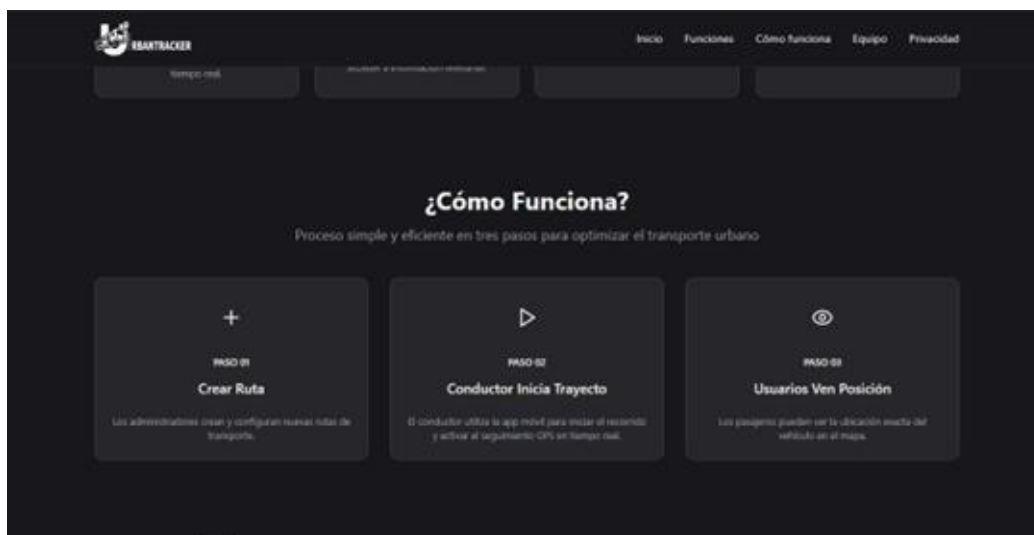 RBANTRACKER
Inicio Funciones Cómo funciona Equipo Privacidad
tiempo real.
¿Cómo Funciona?
Proceso simple y eficiente en tres pasos para optimizar el transporte urbano
PASO 01
Crear Ruta
Los administradores crean y configuran nuevas rutas de
transporte.
PASO 02
Conductor Inicia Trayecto
El conductor utiliza la app móvil para iniciar el recorrido
y activar el seguimiento GPS en tiempo real.
PASO 03
Usuarios Ven Posición
Los pasajeros pueden ver la ubicación exacta del
vehículo en el mapa.